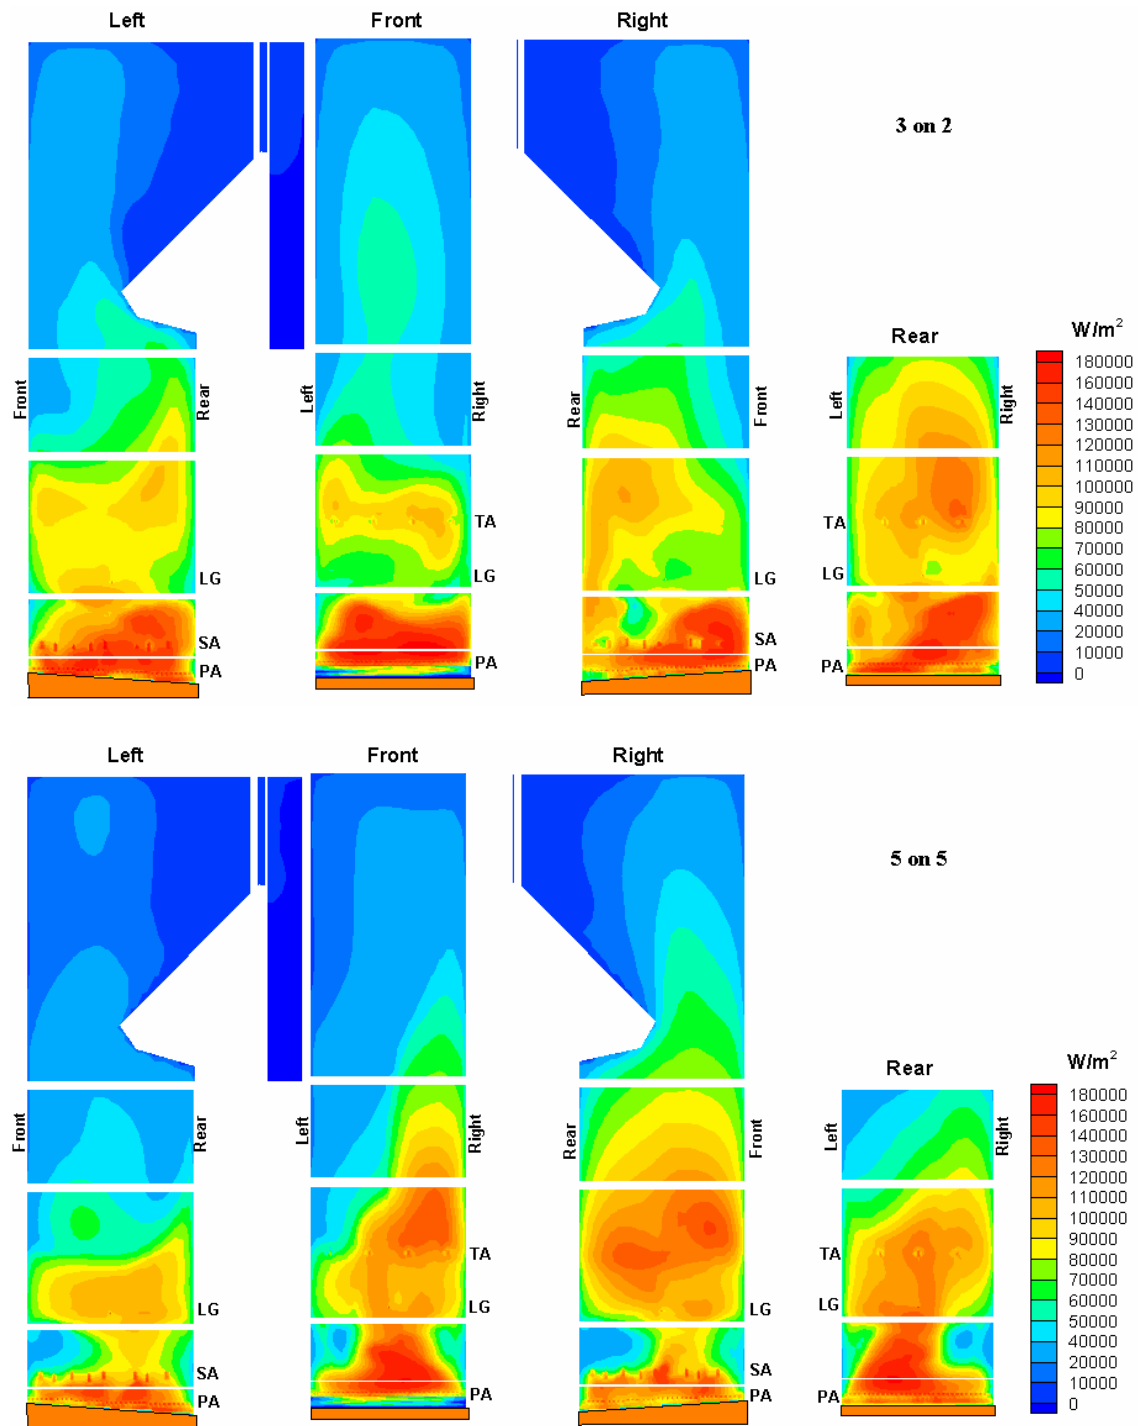 Left
Front
Right
3 on 2
Rear
W/m²
180000
160000
140000
130000
120000
110000
100000
90000
80000
70000
60000
50000
40000
30000
20000
10000
0
Front
Rear
Left
Right
Rear
Front
Left
Right
TA
TA
LG
LG
LG
LG
SA
SA
PA
PA
PA
PA
Left
Front
Right
5 on 5
Rear
W/m²
180000
160000
140000
130000
120000
110000
100000
90000
80000
70000
60000
50000
40000
30000
20000
10000
0
Front
Rear
Left
Right
Rear
Front
Left
Right
TA
TA
LG
LG
LG
SA
SA
PA
PA
PA
PA